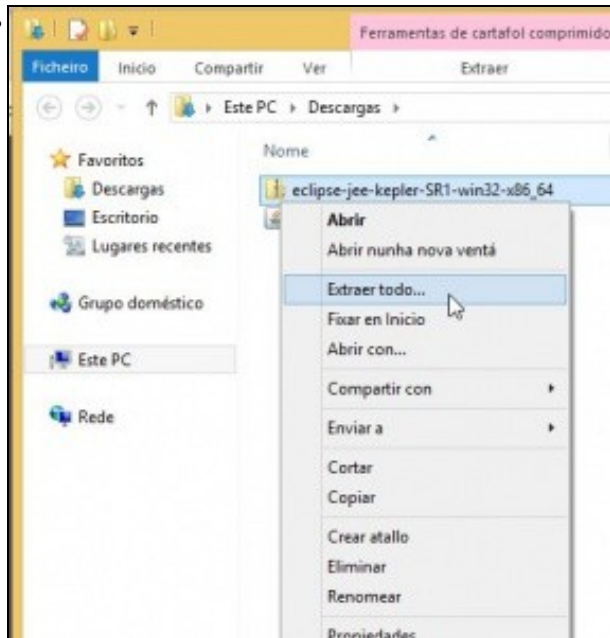 Ferramentas de cartafol comprimido
Ficheiro Inicio Compartir Ver Extraer
Este PC Descargas
Favoritos
Descargas
Escritorio
Lugares recentes
Grupo doméstico
Este PC
Rede
Nome
eclipse-jee-kepler-SR1-win32-x86_64
Abrir
Abrir nunha nova ventá
Extraer todo...
Fixar en Inicio
Abrir con...
Compartir con
Enviar a
Cortar
Copiar
Crear atallo
Eliminar
Renomear
Propiedades